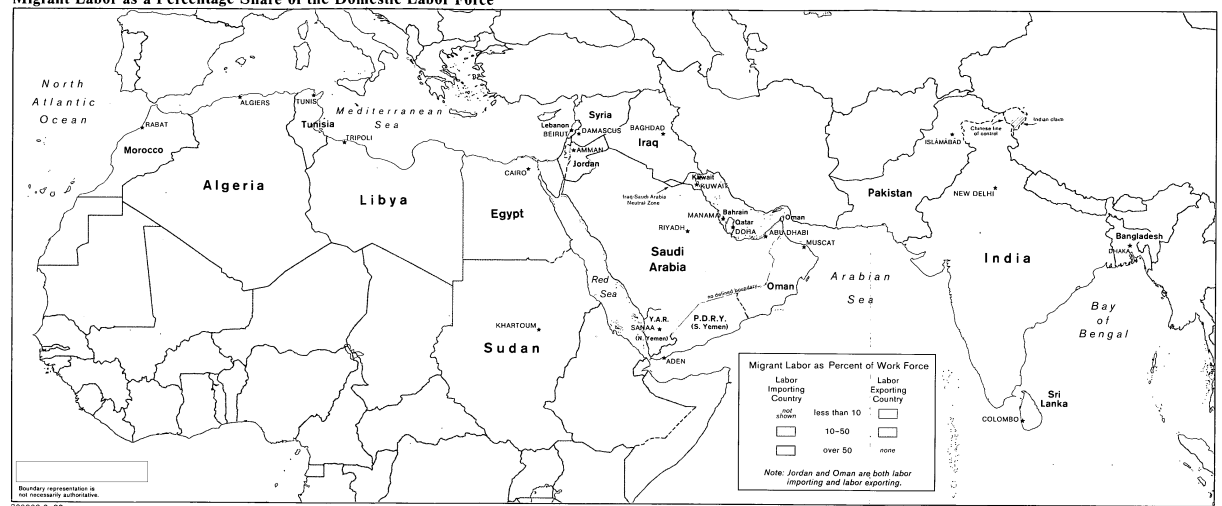 Migrant Labor as a Percentage Share of the Domestic Labor Force
North
Atlantic
Ocean
RABAT
Morocco
ALGIERS
Algeria
TUNIS
Tunisia
Mediterranean
Sea
TRIPOLI
Libya
CAIRO
Egypt
KHARTOUM
Sudan
Lebanon
BEIRUT
Syria
DAMASCUS
AMMAN
Jordan
BAGHDAD
Iraq
Iraq-Saudi Arabia
Neutral Zone
Kuwait
KUWAIT
MANAMA
Bahrain
Qatar
DOHA
Oman
ABU DHABI
MUSCAT
RIYADH
Saudi
Arabia
Red
Sea
no defined boundary
Oman
Y.A.R.
SANAA
(N. Yemen)
P.D.R.Y.
(S. Yemen)
ADEN
Arabian
Sea
Chinese line
of control
Indian claim
ISLĀMĀBĀD
Pakistan
NEW DELHI
India
Bangladesh
DHAKA
Bay
of
Bengal
Sri
Lanka
COLOMBO
Migrant Labor as Percent of Work Force
Labor
Importing
Country
Labor
Exporting
Country
not
shown
less than 10
10-50
over 50
none
Note: Jordan and Oman are both labor
importing and labor exporting.
Boundary representation is
not necessarily authoritative.